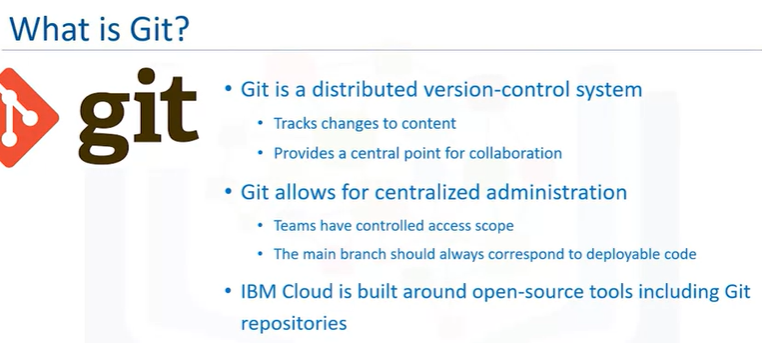 What is Git?
git
• Git is a distributed version-control system
• Tracks changes to content
• Provides a central point for collaboration
• Git allows for centralized administration
• Teams have controlled access scope
• The main branch should always correspond to deployable code
• IBM Cloud is built around open-source tools including Git
repositories